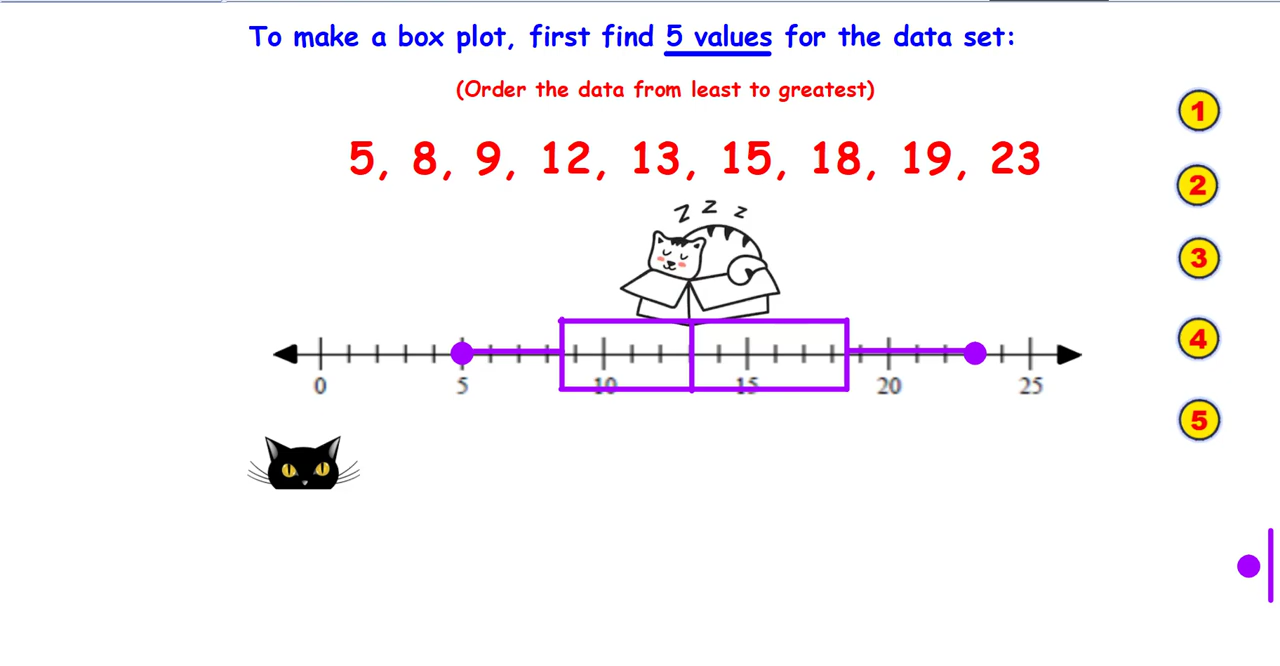 To make a box plot, first find 5 values for the data set:
(Order the data from least to greatest)
5, 8, 9, 12, 13, 15, 18, 19, 23
z z z
0 5 10 15 20 25
1
2
3
4
5